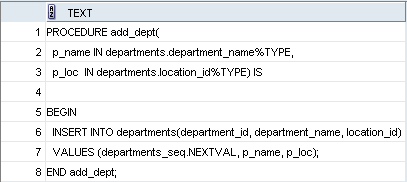 TEXT
1 PROCEDURE add_dept(
2 p_name IN departments.department_name%TYPE,
3 p_loc IN departments.location_id%TYPE) IS
4
5 BEGIN
6 INSERT INTO departments(department_id, department_name, location_id)
7 VALUES (departments_seq.NEXTVAL, p_name, p_loc);
8 END add_dept;